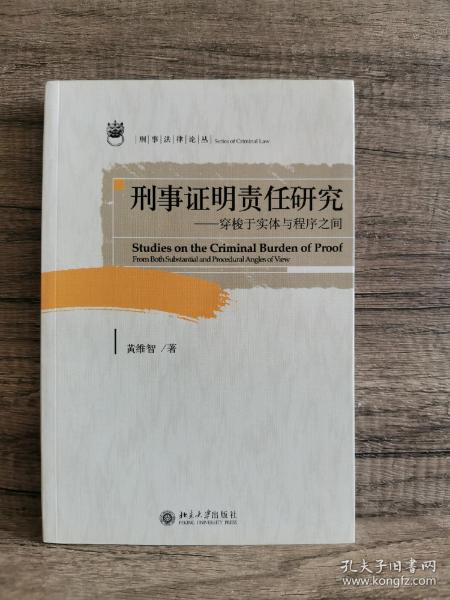 刑事法律论丛 Series of Criminal Law
刑事证明责任研究
——穿梭于实体与程序之间
Studies on the Criminal Burden of Proof
From Both Substantial and Procedural Angles of View
黄维智 / 著
北京大学出版社
PEKING UNIVERSITY PRESS
孔夫子旧书网
www.kongfz.com